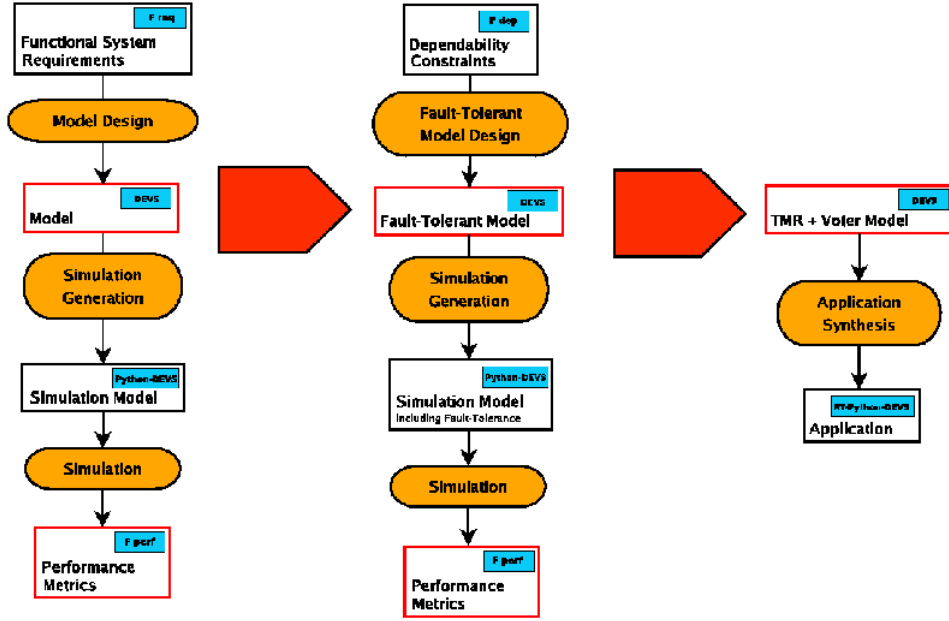 F req
Functional System
Requirements
Model Design
DEVS
Model
Simulation
Generation
Python-DEVS
Simulation Model
Simulation
F perf
Performance
Metrics
F dep
Dependability
Constraints
Fault-Tolerant
Model Design
DEVS
Fault-Tolerant Model
Simulation
Generation
Python-DEVS
Simulation Model
including Fault-Tolerance
Simulation
F perf
Performance
Metrics
DEVS
TMR + Voter Model
Application
Synthesis
RT-Python-DEVS
Application